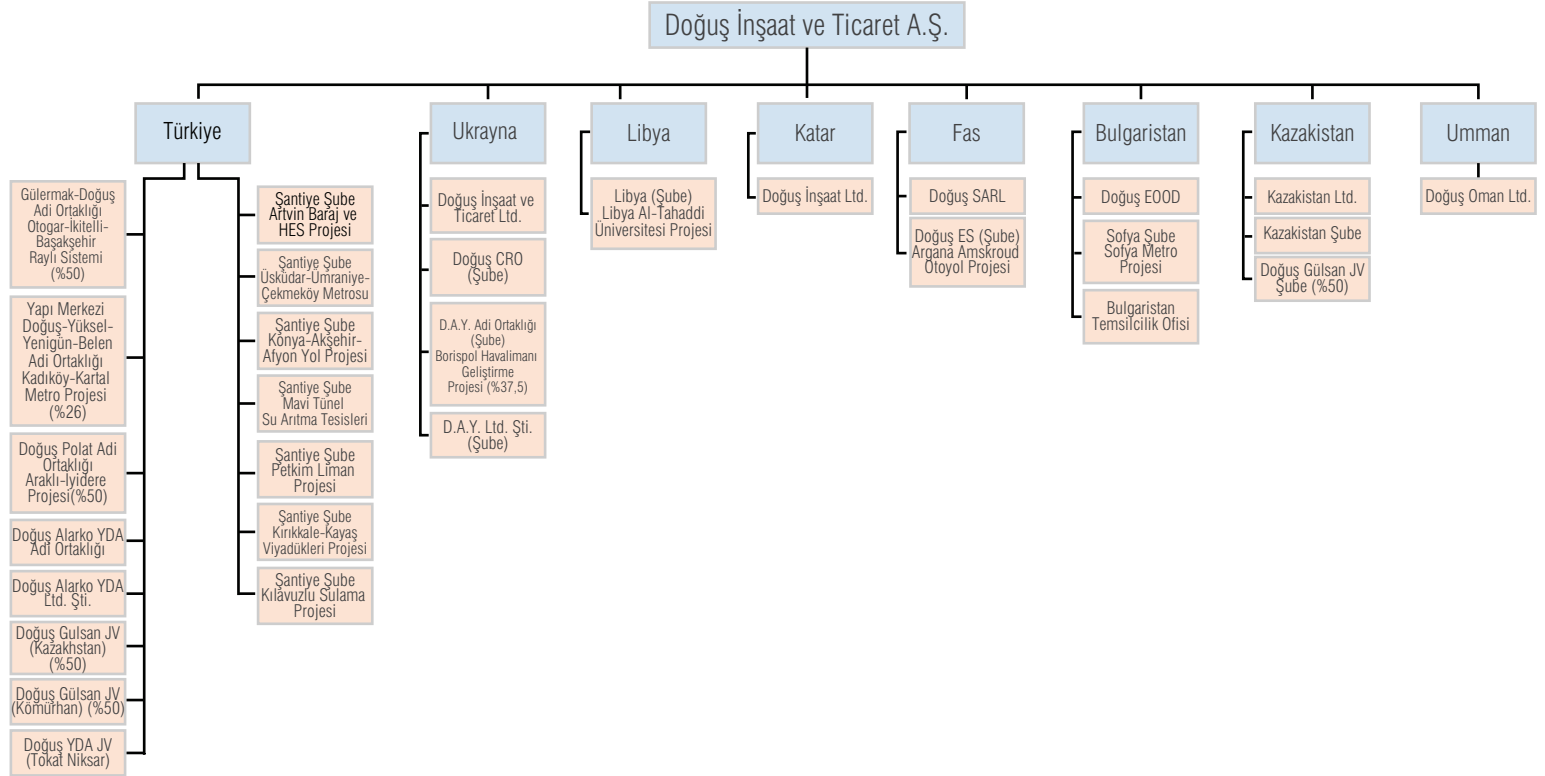 Doğuş İnşaat ve Ticaret A.Ş.
Türkiye
Gülermak-Doğuş
Adi Ortaklığı
Otogar-İkitelli-
Başakşehir
Raylı Sistemi
(%50)
Yapı Merkezi
Doğuş-Yüksel-
Yenigün-Belen
Adi Ortaklığı
Kadıköy-Kartal
Metro Projesi
(%26)
Doğuş Polat Adi
Ortaklığı
Araklı-İyidere
Projesi(%50)
Doğuş Alarko YDA
Adi Ortaklığı
Doğuş Alarko YDA
Ltd. Şti.
Doğuş Gulsan JV
(Kazakhstan)
(%50)
Doğuş Gülsan JV
(Kömürhan) (%50)
Doğuş YDA JV
(Tokat Niksar)
Şantiye Şube
Artvin Baraj ve
HES Projesi
Şantiye Şube
Üsküdar-Ümraniye-
Çekmeköy Metrosu
Şantiye Şube
Konya-Akşehir-
Afyon Yol Projesi
Şantiye Şube
Mavi Tünel
Su Arıtma Tesisleri
Şantiye Şube
Petkim Liman
Projesi
Şantiye Şube
Kırıkkale-Kayaş
Viyadükleri Projesi
Şantiye Şube
Kılavuzlu Sulama
Projesi
Ukrayna
Doğuş İnşaat ve
Ticaret Ltd.
Doğuş CRO
(Şube)
D.A.Y. Adi Ortaklığı
(Şube)
Borispol Havalimanı
Geliştirme
Projesi (%37,5)
D.A.Y. Ltd. Şti.
(Şube)
Libya
Libya (Şube)
Libya Al-Tahaddi
Üniversitesi Projesi
Katar
Doğuş İnşaat Ltd.
Fas
Doğuş SARL
Doğuş ES (Şube)
Argana Amskroud
Otoyol Projesi
Bulgaristan
Doğuş EOOD
Sofya Şube
Sofya Metro
Projesi
Bulgaristan
Temsilcilik Ofisi
Kazakistan
Kazakistan Ltd.
Kazakistan Şube
Doğuş Gülsan JV
Şube (%50)
Umman
Doğuş Oman Ltd.